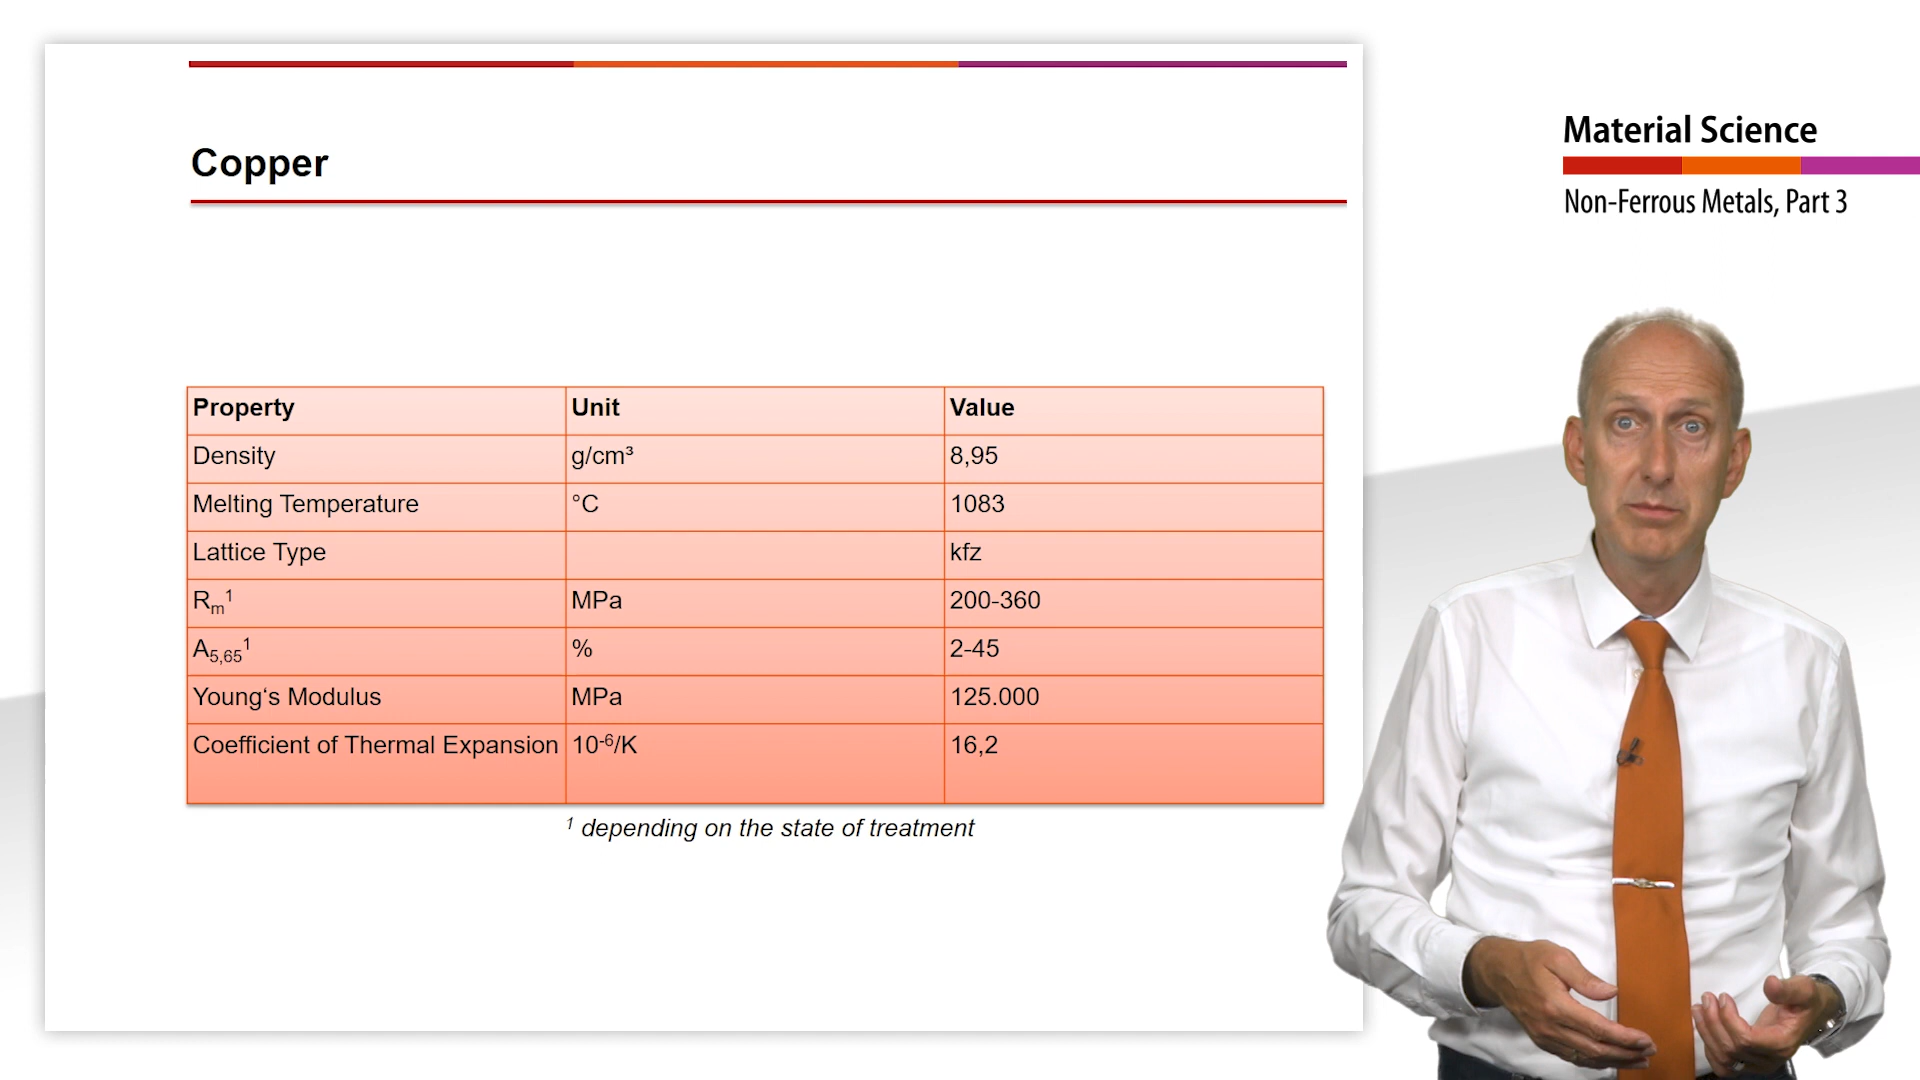 Copper
Property Unit Value
Density g/cm³ 8,95
Melting Temperature °C 1083
Lattice Type kfz
Rm¹ MPa 200-360
A5,65¹ % 2-45
Young‘s Modulus MPa 125.000
Coefficient of Thermal Expansion 10⁻⁶/K 16,2
¹ depending on the state of treatment
Material Science
Non-Ferrous Metals, Part 3